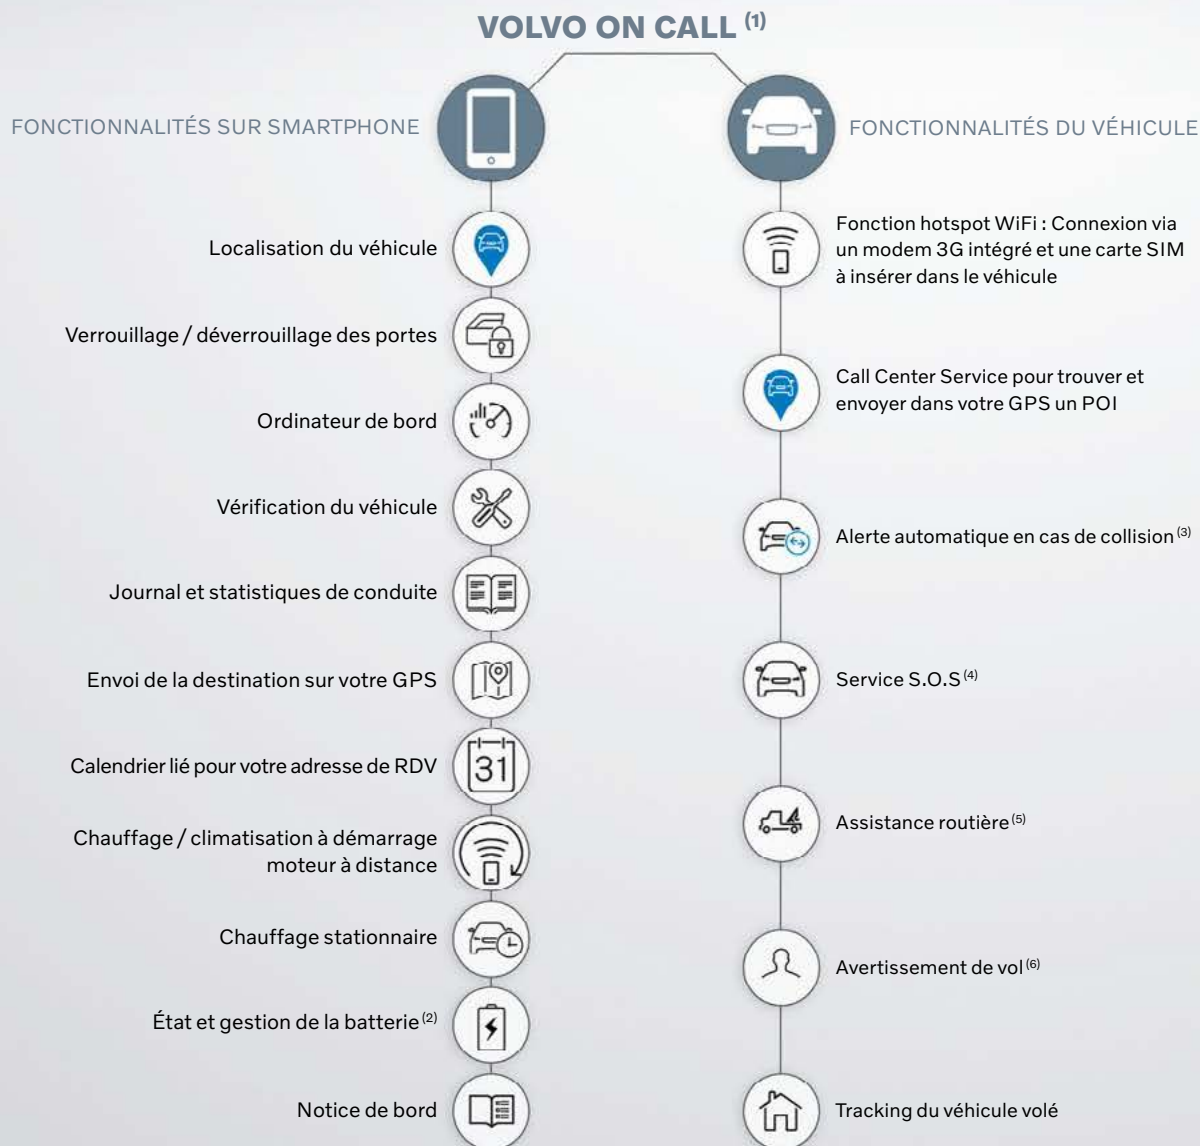 VOLVO ON CALL (1)
FONCTIONNALITÉS SUR SMARTPHONE
Localisation du véhicule
Verrouillage / déverrouillage des portes
Ordinateur de bord
Vérification du véhicule
Journal et statistiques de conduite
Envoi de la destination sur votre GPS
Calendrier lié pour votre adresse de RDV
31
Chauffage / climatisation à démarrage
moteur à distance
Chauffage stationnaire
État et gestion de la batterie (2)
Notice de bord
FONCTIONNALITÉS DU VÉHICULE
Fonction hotspot WiFi : Connexion via
un modem 3G intégré et une carte SIM
à insérer dans le véhicule
Call Center Service pour trouver et
envoyer dans votre GPS un POI
Alerte automatique en cas de collision (3)
Service S.O.S (4)
Assistance routière (5)
Avertissement de vol (6)
Tracking du véhicule volé